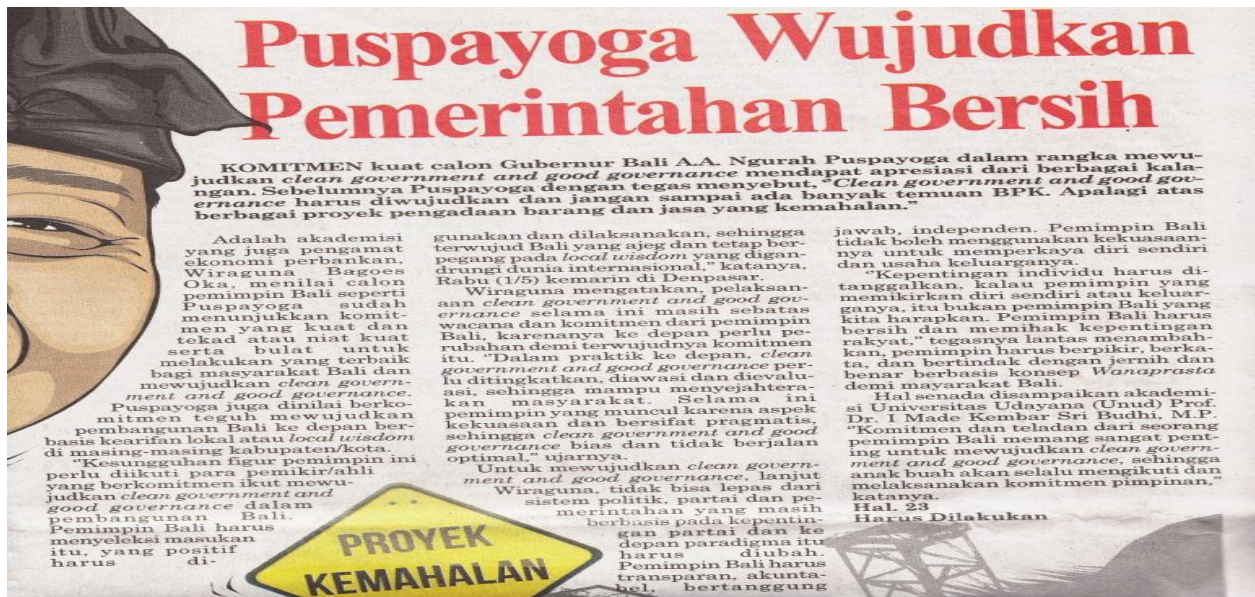 Puspayoga Wujudkan
Pemerintahan Bersih
KOMITMEN kuat calon Gubernur Bali A.A. Ngurah Puspayoga dalam rangka mewu-
judkan clean government and good governance mendapat apresiasi dari berbagai kala-
ngan. Sebelumnya Puspayoga dengan tegas menyebut, “Clean government and good gov-
ernance harus diwujudkan dan jangan sampai ada banyak temuan BPK. Apalagi atas
berbagai proyek pengadaan barang dan jasa yang kemahalan.”
Adalah akademisi
yang juga pengamat
ekonomi perbankan,
Wiraguna Bagoes
Oka, menilai calon
pemimpin Bali seperti
Puspayoga sudah
menunjukkan komit-
men yang kuat dan
tekad atau niat kuat
serta bulat untuk
melakukan yang terbaik
bagi masyarakat Bali dan
mewujudkan clean govern-
ment and good governance.
Puspayoga juga dinilai berko-
mitmen teguh mewujudkan
pembangunan Bali ke depan ber-
basis kearifan lokal atau local wisdom
di masing-masing kabupaten/kota.
“Kesungguhan figur pemimpin ini
perlu diikuti para pemikir/ahli
yang berkomitmen ikut mewu-
judkan clean government and
good governance dalam
pembangunan Bali.
Pemimpin Bali harus
menyeleksi masukan
itu, yang positif
harus di-
gunakan dan dilaksanakan, sehingga
terwujud Bali yang ajeg dan tetap ber-
pegang pada local wisdom yang digan-
drungi dunia internasional,” katanya,
Rabu (1/5) kemarin di Denpasar.
Wiraguna mengatakan, pelaksan-
aan clean government and good gov-
ernance selama ini masih sebatas
wacana dan komitmen dari pemimpin
Bali, karenanya ke depan perlu pe-
rubahan demi terwujudnya komitmen
itu. “Dalam praktik ke depan, clean
government and good governance per-
lu ditingkatkan, diawasi dan dievalu-
asi, sehingga mampu menyejahtera-
kan masyarakat. Selama ini
pemimpin yang muncul karena aspek
kekuasaan dan bersifat pragmatis,
sehingga clean government and good
governance bias dan tidak berjalan
optimal,” ujarnya.
Untuk mewujudkan clean govern-
ment and good governance, lanjut
Wiraguna, tidak bisa lepas dari
sistem politik, partai dan pe-
merintahan yang masih
berbasis pada kepentin-
gan partai dan ke
depan paradigma itu
harus diubah.
Pemimpin Bali harus
transparan, akunta-
bel, bertanggung
jawab, independen. Pemimpin Bali
tidak boleh menggunakan kekuasaan-
nya untuk memperkaya diri sendiri
dan usaha keluarganya.
“Kepentingan individu harus di-
tanggalkan, kalau pemimpin yang
memikirkan diri sendiri atau keluar-
ganya, itu bukan pemimpin Bali yang
kita harapkan. Pemimpin Bali harus
bersih dan memihak kepentingan
rakyat,” tegasnya lantas menambah-
kan, pemimpin harus berpikir, berka-
ta, dan bertindak dengan jernih dan
benar berbasis konsep Wanaprasta
demi mayarakat Bali.
Hal senada disampaikan akademi-
si Universitas Udayana (Unud) Prof.
Dr. I Made Kembar Sri Budhi, M.P.
“Komitmen dan teladan dari seorang
pemimpin Bali memang sangat pent-
ing untuk mewujudkan clean govern-
ment and good governance, sehingga
anak buah akan selalu mengikuti dan
melaksanakan komitmen pimpinan,”
katanya.
Hal. 23
Harus Dilakukan
PROYEK
KEMAHALAN